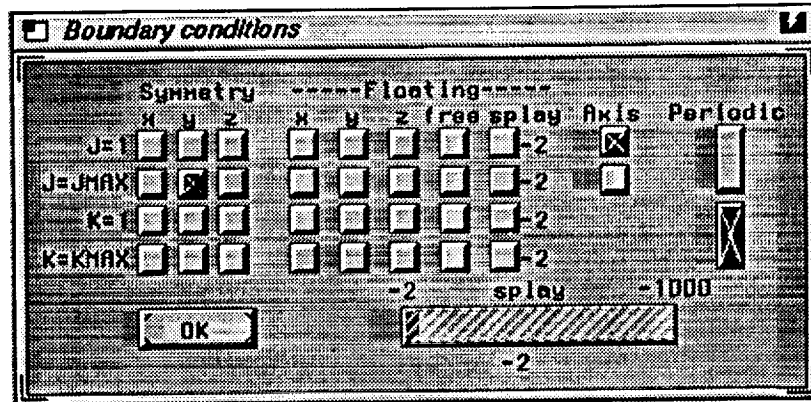 Boundary conditions
Symmetry -----Floating-----
x y z x y z free splay Axis Periodic
J=1 -2
J=JMAX -2
K=1 -2
K=KMAX -2
-2 splay -1000
OK
-2